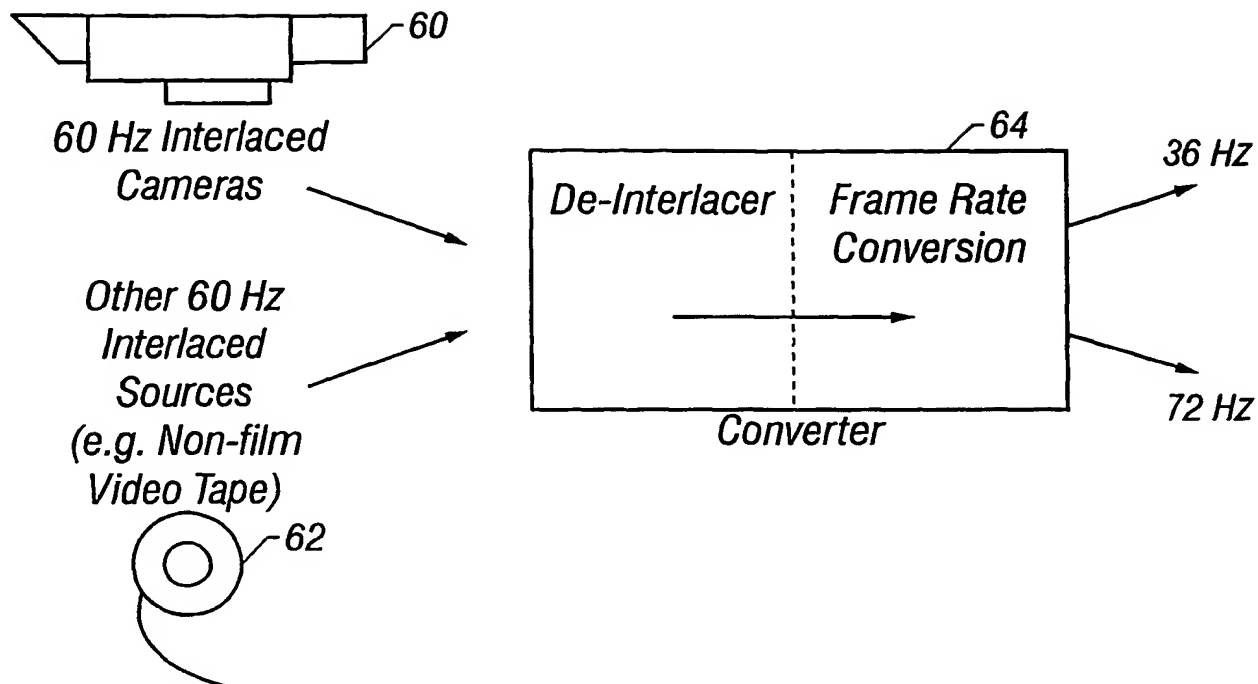 60
60 Hz Interlaced
Cameras
Other 60 Hz
Interlaced
Sources
(e.g. Non-film
Video Tape)
62
64
De-Interlacer
Frame Rate
Conversion
Converter
36 Hz
72 Hz